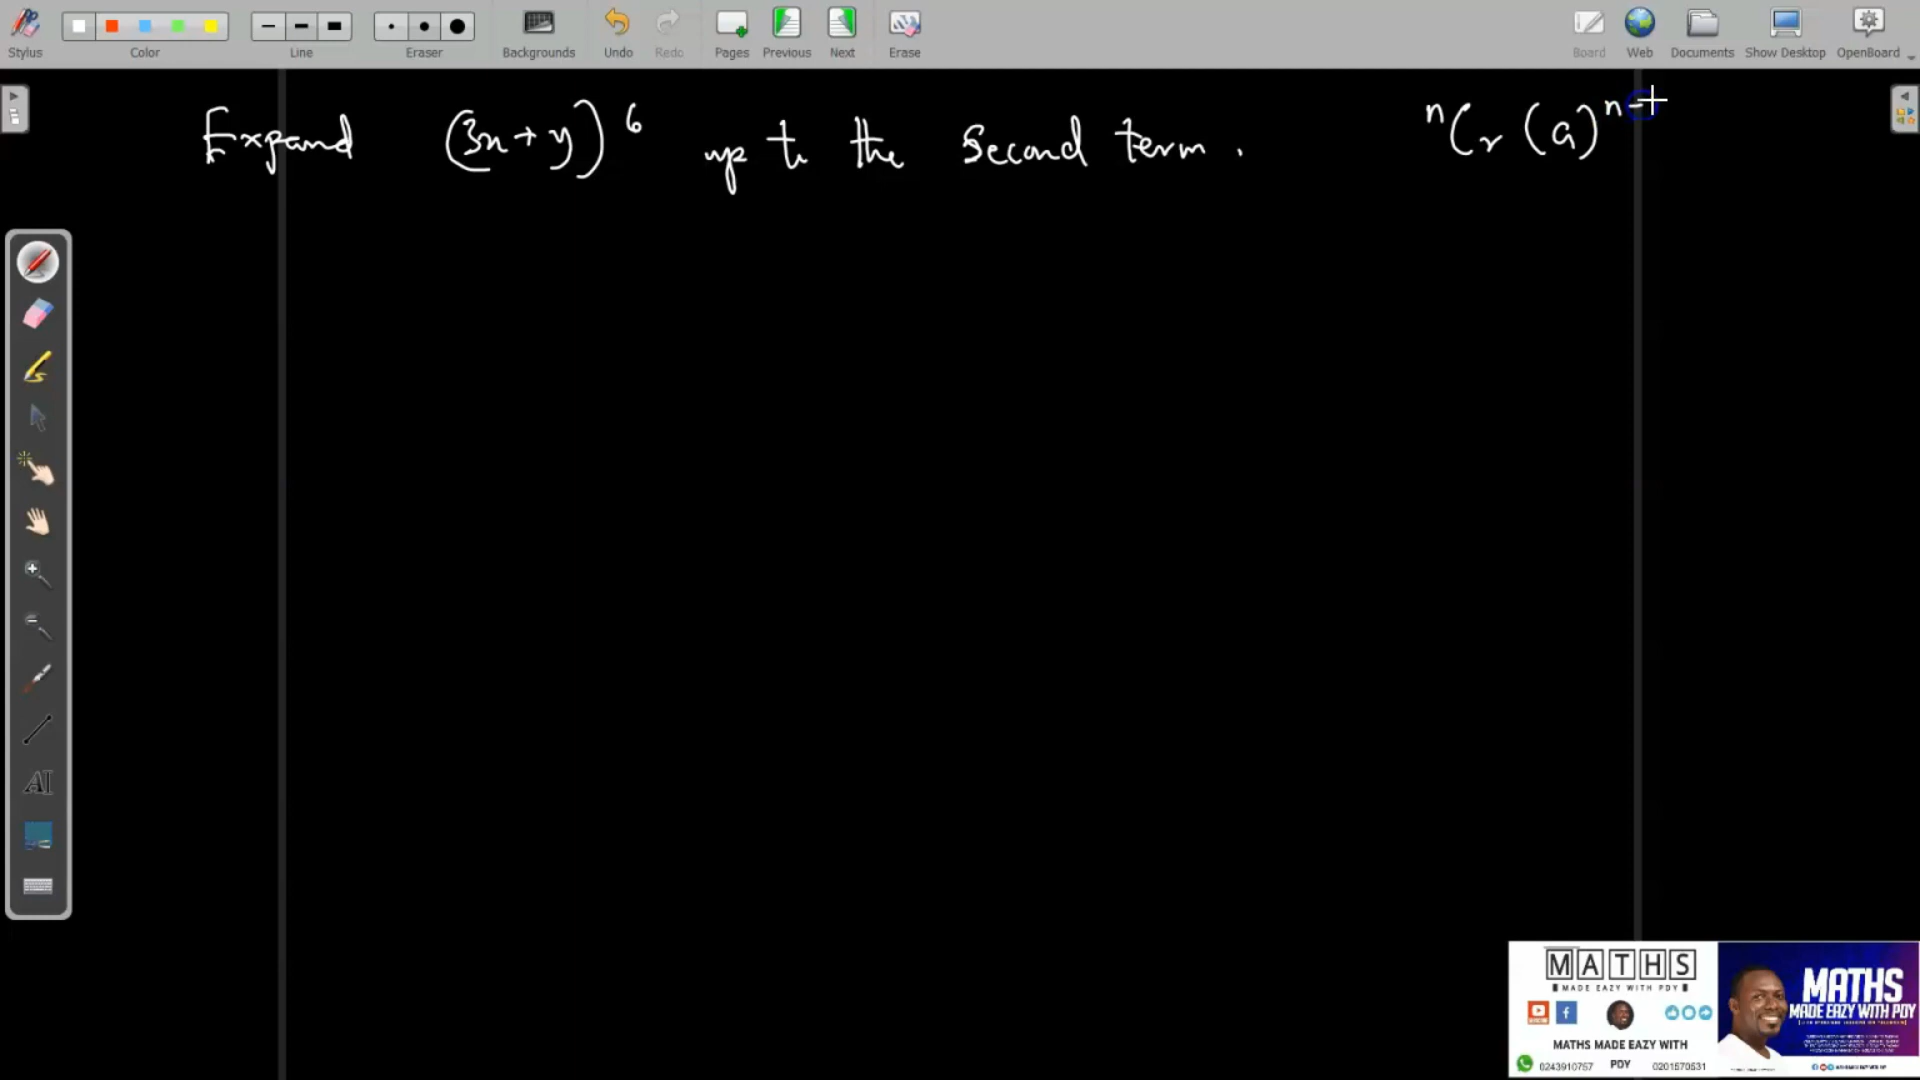 Stylus Color Line Eraser Backgrounds Undo Redo Pages Previous Next Erase Board Web Documents Show Desktop OpenBoard
Expand (3x + y)^6 up to the second term. nCr (a)^n-
AI
MATHS
MADE EAZY WITH PDY
MATHS MADE EAZY WITH
0243910757 PDY 0201570531
MATHS
MADE EAZY WITH PDY